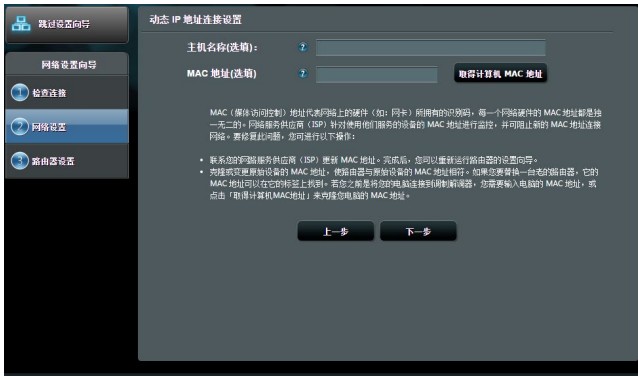 跳过设置向导
网络设置向导
1 检查连接
2 网络设置
3 路由器设置
动态 IP 地址连接设置
主机名称(选填):
MAC 地址(选填)
取得计算机 MAC 地址
MAC（媒体访问控制）地址代表网络上的硬件（如：网卡）所拥有的识别码，每一个网络硬件的 MAC 地址都是独
一无二的。网络服务供应商（ISP）针对使用他们服务的设备的 MAC 地址进行监控，并可阻止新的 MAC 地址连接
网络。要修复此问题，您可进行以下操作：
• 联系您的网络服务供应商（ISP）更新 MAC 地址。完成后，您可以重新运行路由器的设置向导。
• 克隆或变更原始设备的 MAC 地址，使路由器与原始设备的 MAC 地址相符。如果您要替换一台老的路由器，它的
MAC 地址可以在它的标签上找到。若您之前是将您的电脑连接到调制解调器，您需要输入电脑的 MAC 地址，或
点击「取得计算机MAC地址」来克隆您电脑的 MAC 地址。
上一步 下一步